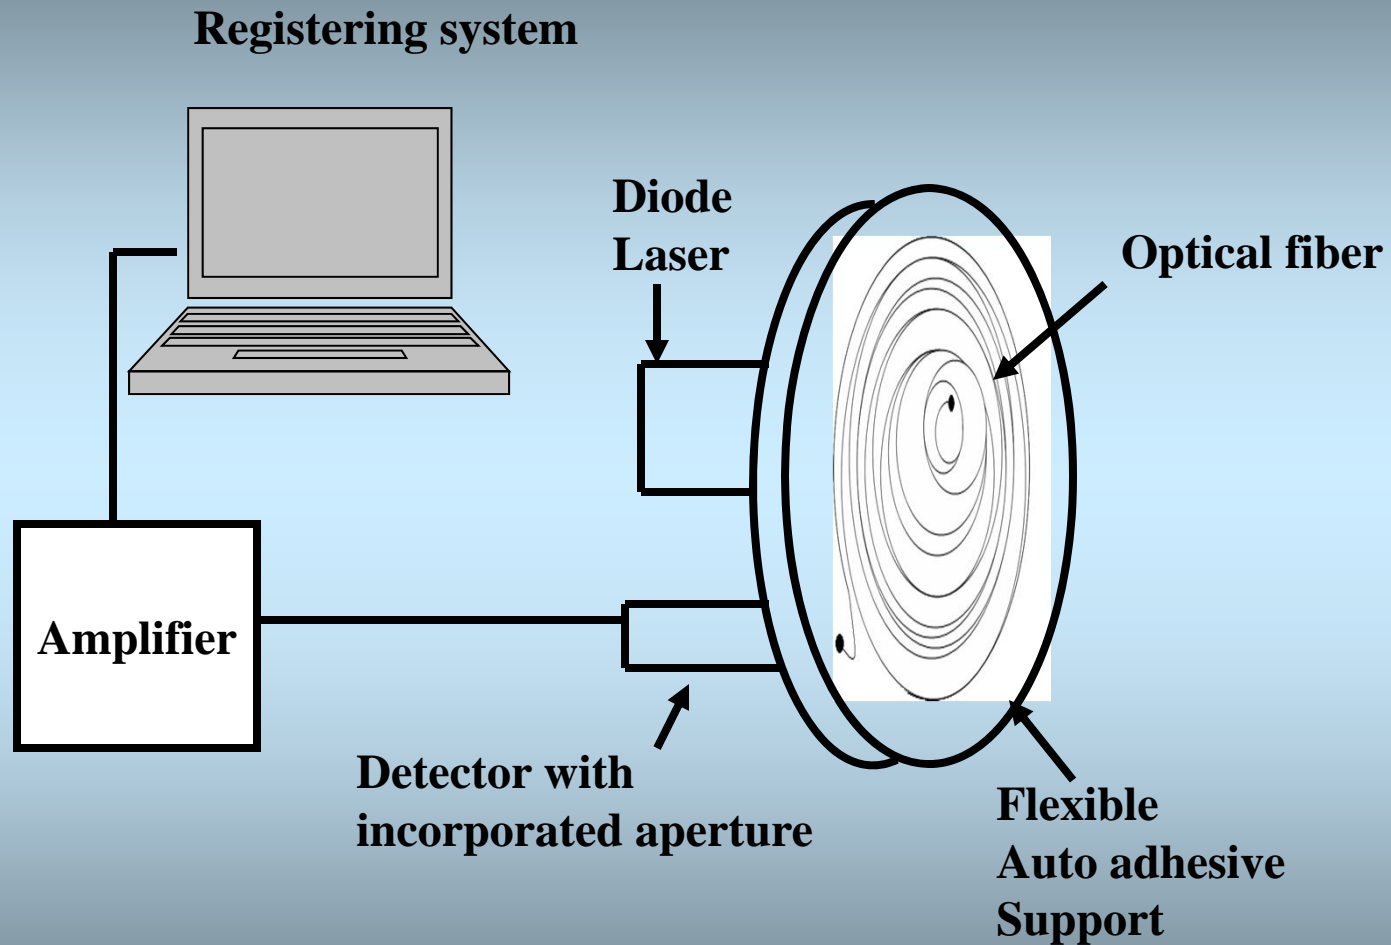 Registering system
Diode
Laser
Optical fiber
Amplifier
Detector with
incorporated aperture
Flexible
Auto adhesive
Support